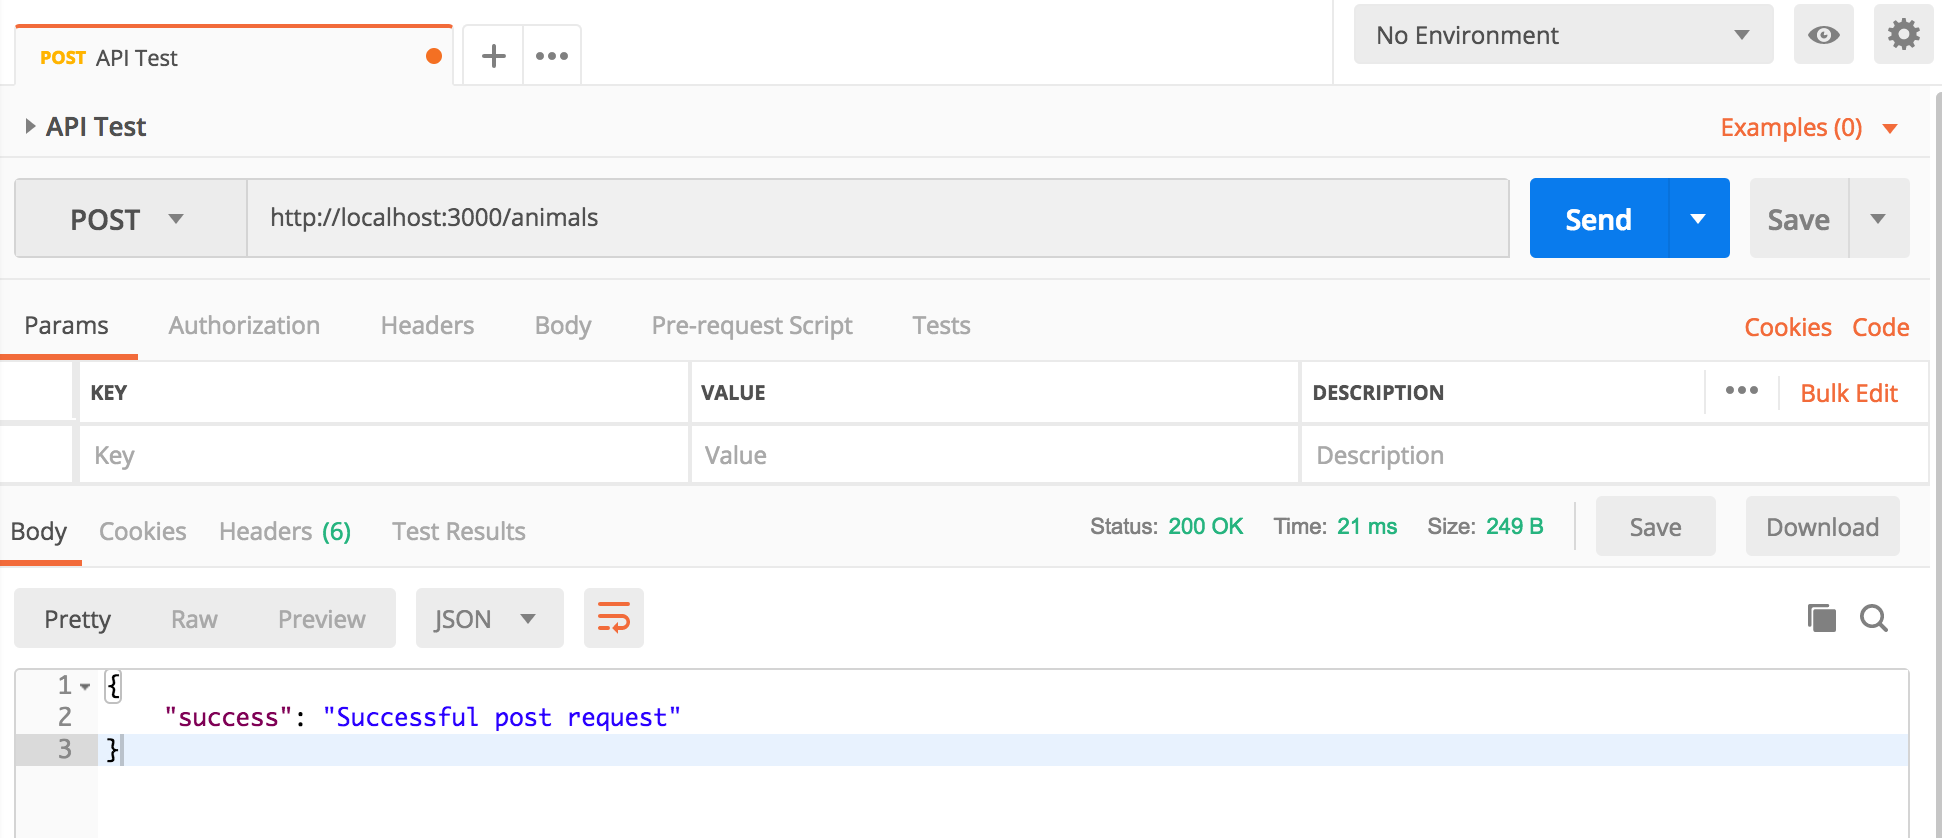 POST API Test
No Environment
API Test
Examples (0)
POST
http://localhost:3000/animals
Send
Save
Params Authorization Headers Body Pre-request Script Tests
Cookies Code
KEY VALUE DESCRIPTION Bulk Edit
Key Value Description
Body Cookies Headers (6) Test Results
Status: 200 OK Time: 21 ms Size: 249 B
Save Download
Pretty Raw Preview JSON
1 {
2 "success": "Successful post request"
3 }